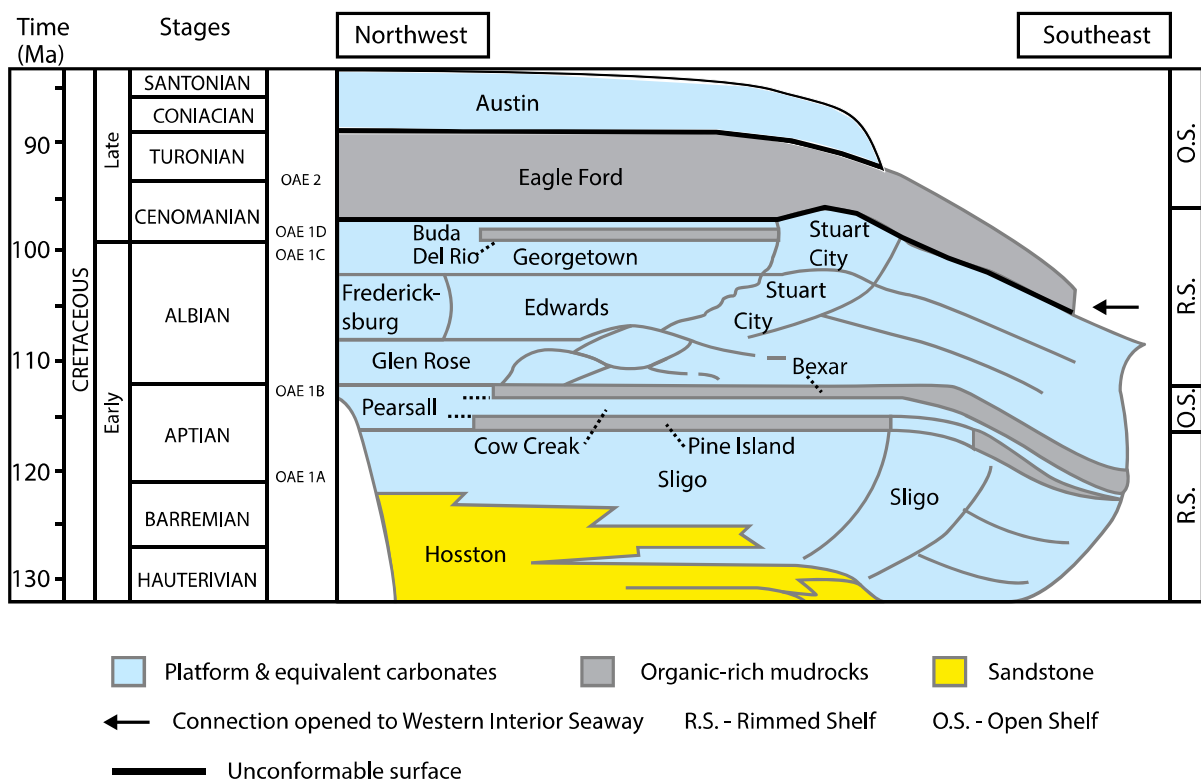 Time
(Ma)
Stages
Northwest
Southeast
90
100
110
120
130
CRETACEOUS
Late
Early
SANTONIAN
CONIACIAN
TURONIAN
CENOMANIAN
ALBIAN
APTIAN
BARREMIAN
HAUTERIVIAN
OAE 2
OAE 1D
OAE 1C
OAE 1B
OAE 1A
Austin
Eagle Ford
Buda
Del Rio
Georgetown
Stuart
City
Frederick-
sburg
Edwards
Stuart
City
Glen Rose
Bexar
Pearsall
Cow Creak
Pine Island
Sligo
Sligo
Hosston
O.S.
R.S.
O.S.
R.S.
Platform & equivalent carbonates
Organic-rich mudrocks
Sandstone
Connection opened to Western Interior Seaway
R.S. - Rimmed Shelf
O.S. - Open Shelf
Unconformable surface